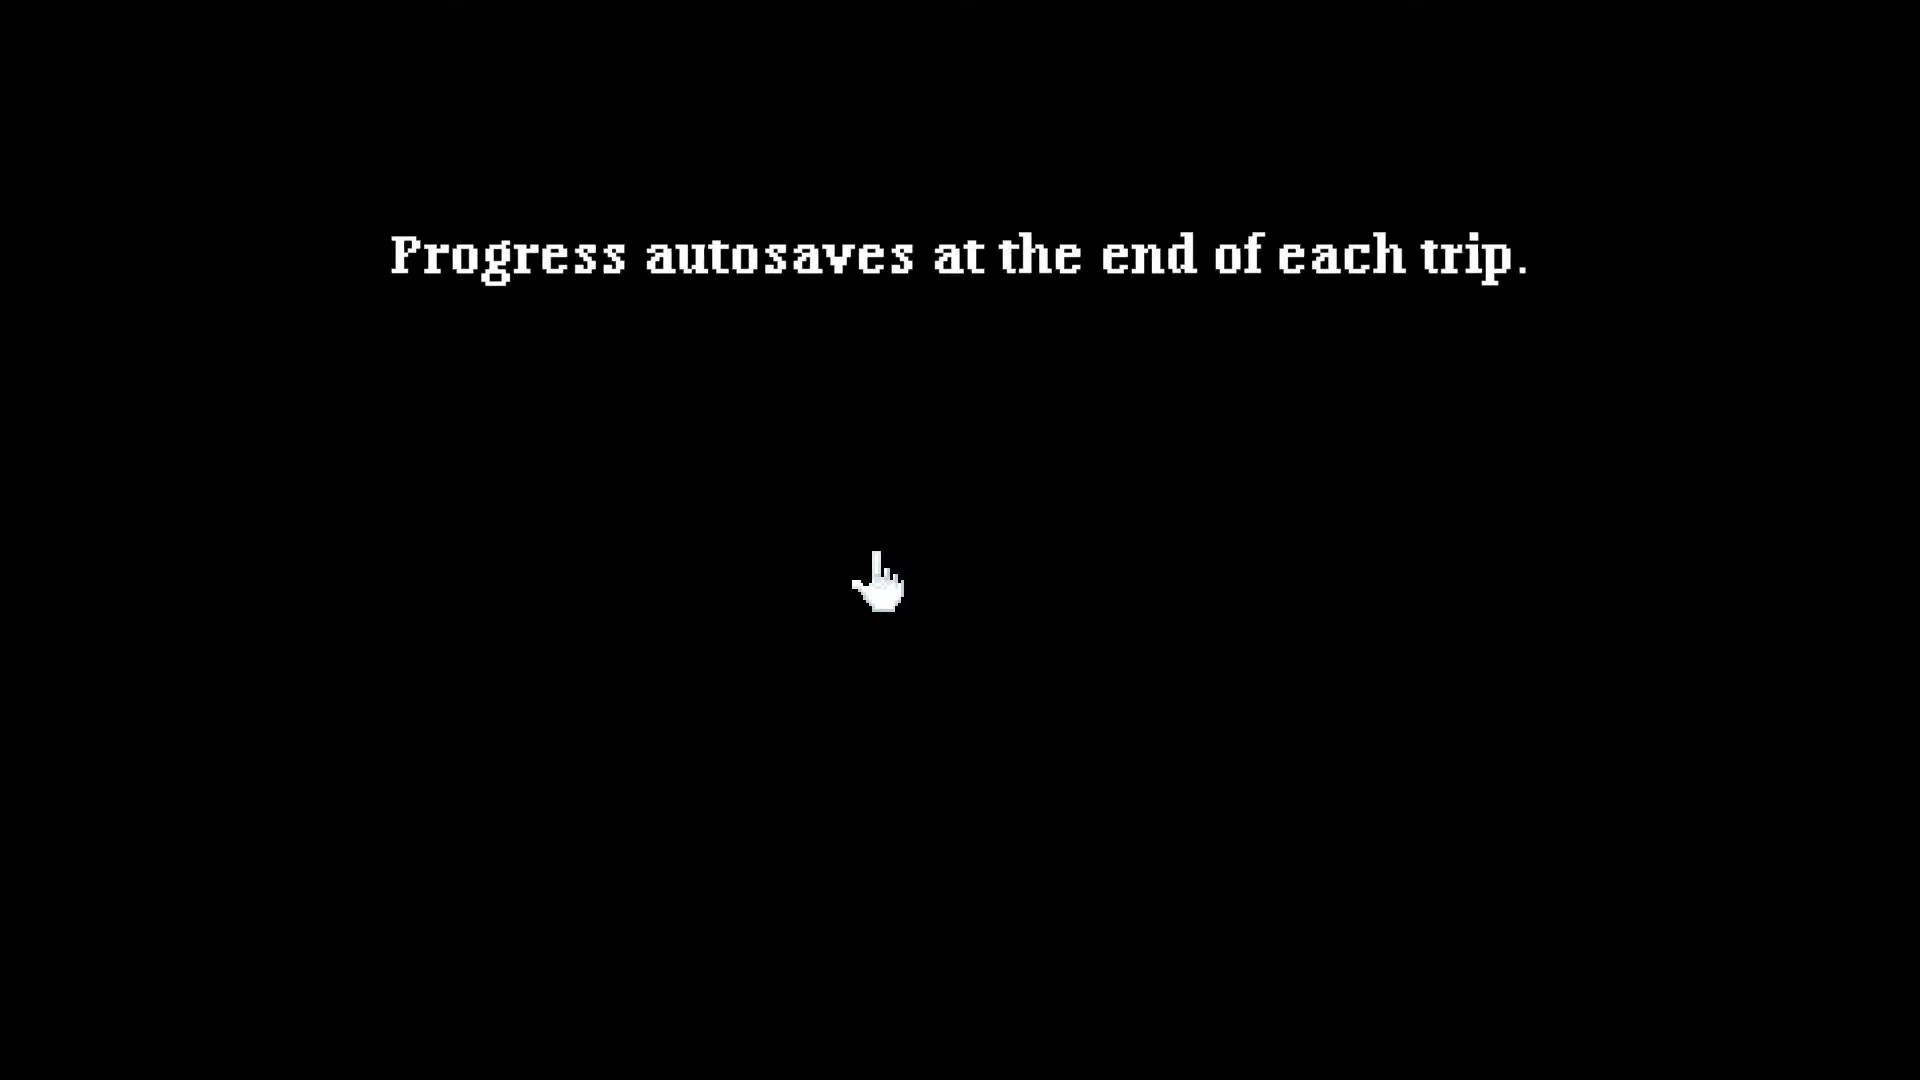 Progress autosaves at the end of each trip.